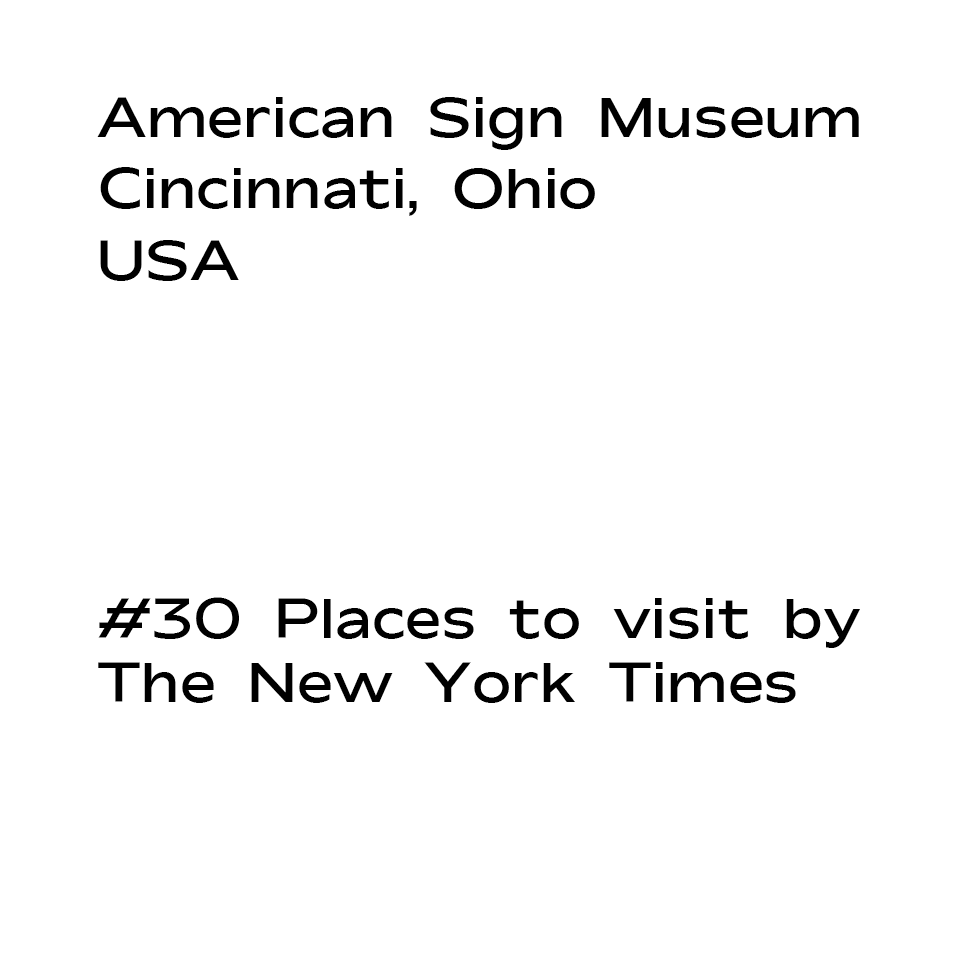 American Sign Museum
Cincinnati, Ohio
USA
#30 Places to visit by
The New York Times